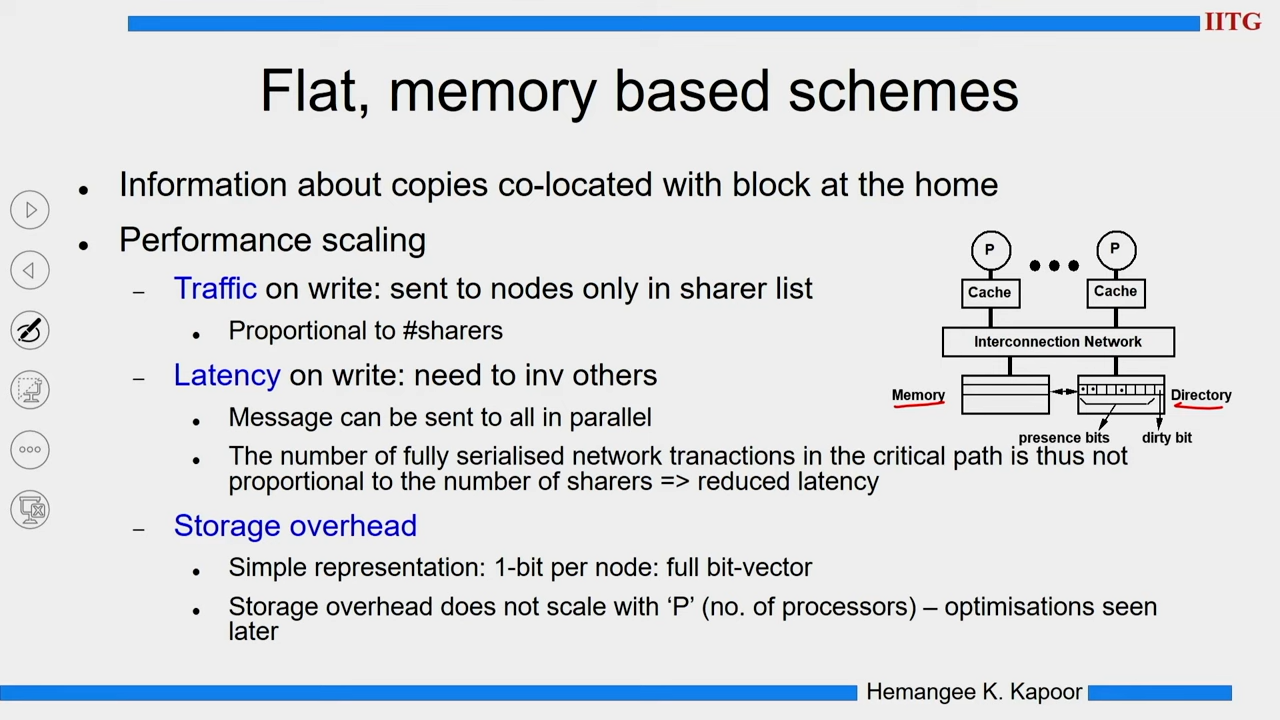 IITG
Flat, memory based schemes
• Information about copies co-located with block at the home
• Performance scaling
– Traffic on write: sent to nodes only in sharer list
• Proportional to #sharers
– Latency on write: need to inv others
• Message can be sent to all in parallel
• The number of fully serialised network tranactions in the critical path is thus not
proportional to the number of sharers => reduced latency
– Storage overhead
• Simple representation: 1-bit per node: full bit-vector
• Storage overhead does not scale with ‘P’ (no. of processors) – optimisations seen
later
P P
Cache Cache
Interconnection Network
Memory Directory
presence bits dirty bit
Hemangee K. Kapoor